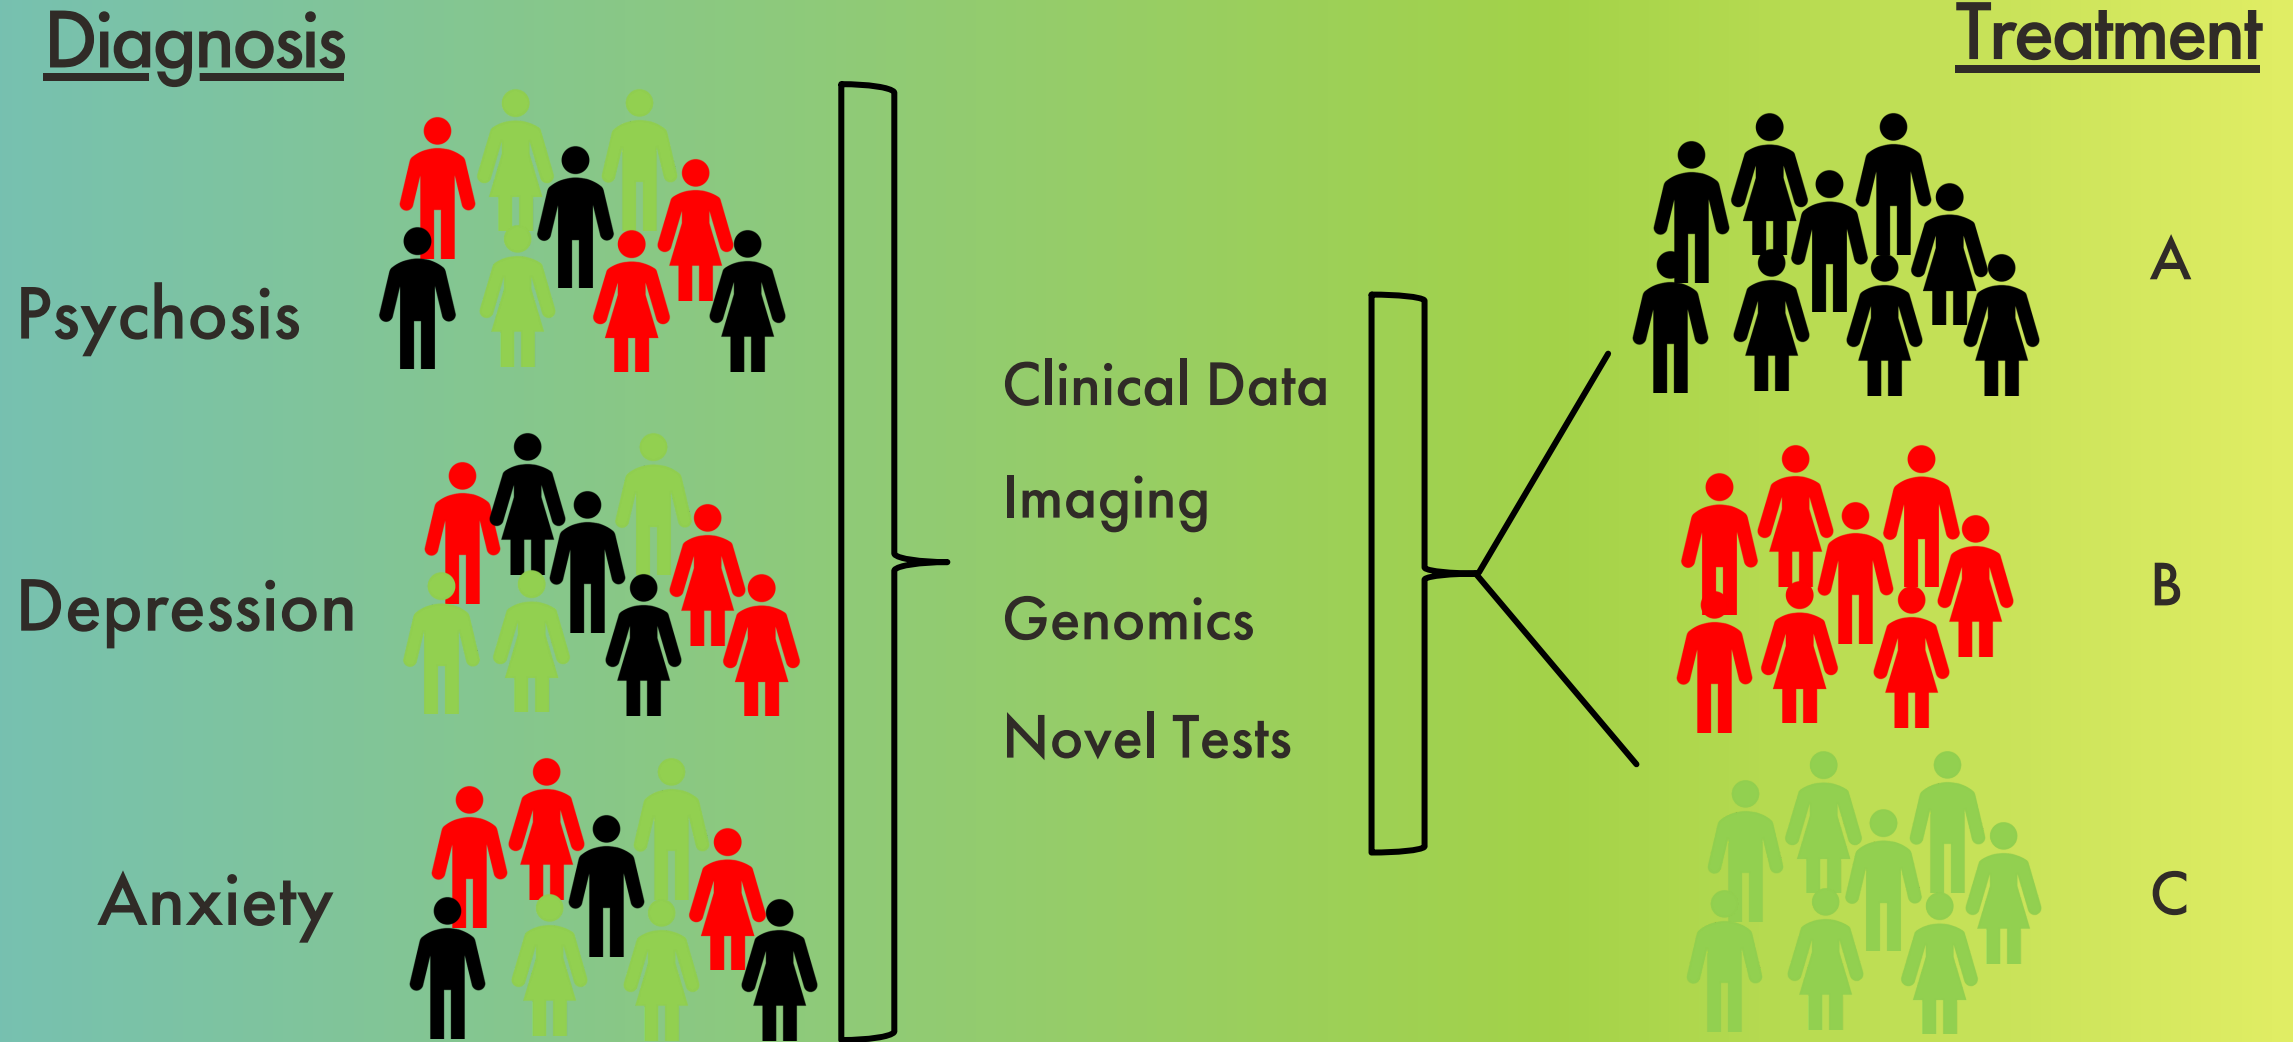 Diagnosis
Treatment
Psychosis
Depression
Anxiety
Clinical Data
Imaging
Genomics
Novel Tests
A
B
C